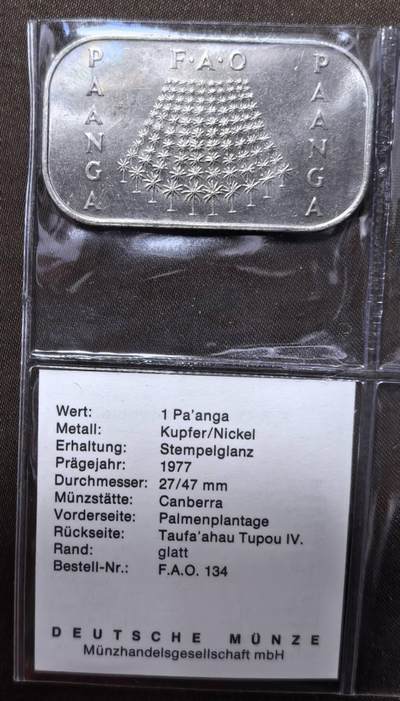 F·A·O
PAANGA
PAANGA
Wert: 1 Pa'anga
Metall: Kupfer/Nickel
Erhaltung: Stempelglanz
Prägejahr: 1977
Durchmesser: 27/47 mm
Münzstätte: Canberra
Vorderseite: Palmenplantage
Rückseite: Taufa'ahau Tupou IV.
Rand: glatt
Bestell-Nr.: F.A.O. 134
DEUTSCHE MÜNZE
Münzhandelsgesellschaft mbH